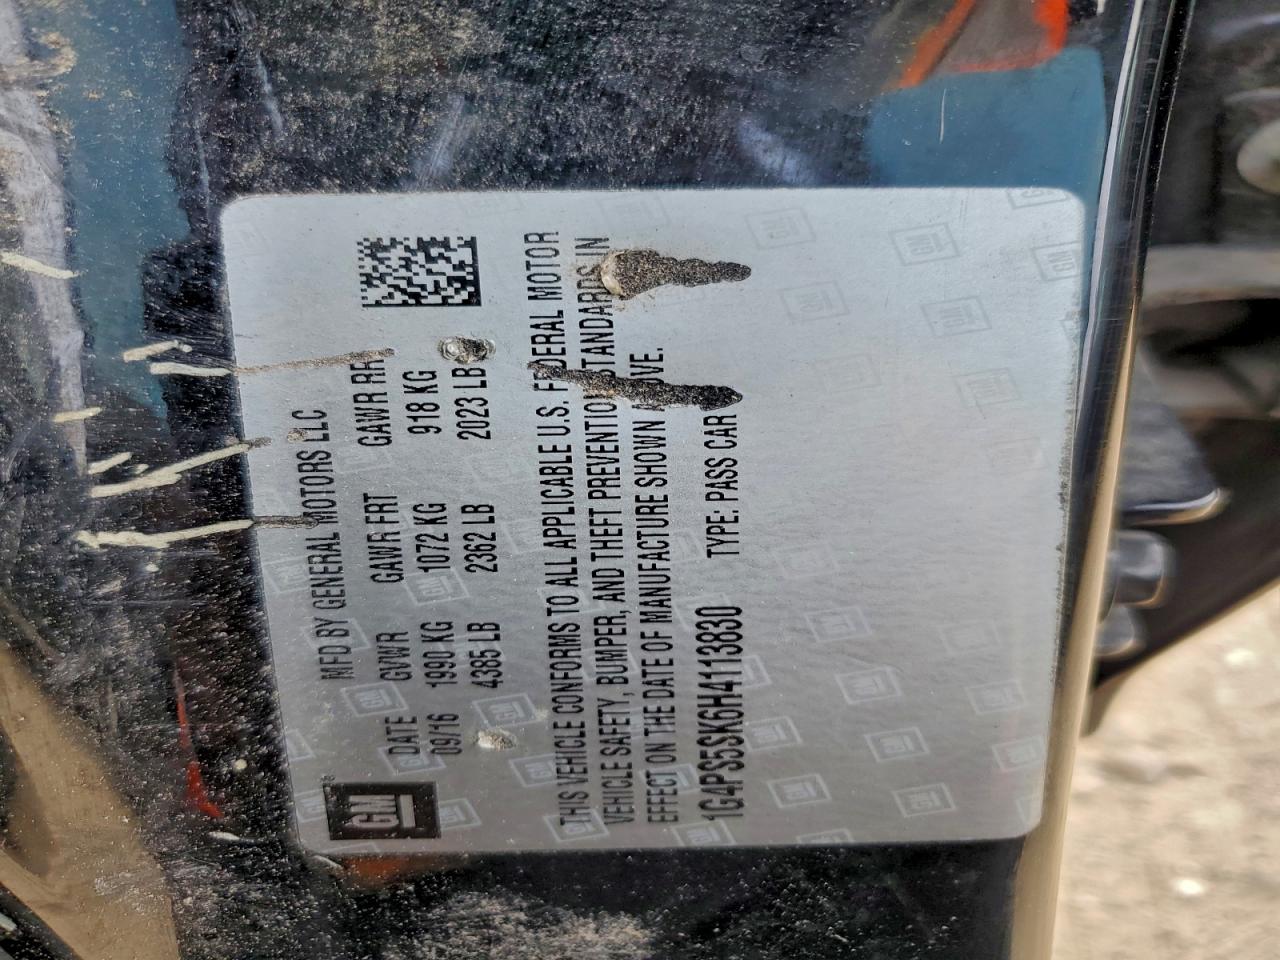 GM
MFD BY GENERAL MOTORS LLC
DATE GVWR GAWR FRT GAWR RR
09/16 1990 KG 1072 KG 918 KG
4385 LB 2362 LB 2023 LB
THIS VEHICLE CONFORMS TO ALL APPLICABLE U.S. FEDERAL MOTOR
VEHICLE SAFETY, BUMPER, AND THEFT PREVENTION STANDARDS IN
EFFECT ON THE DATE OF MANUFACTURE SHOWN ABOVE.
1G4PS5SK6H4113830 TYPE: PASS CAR